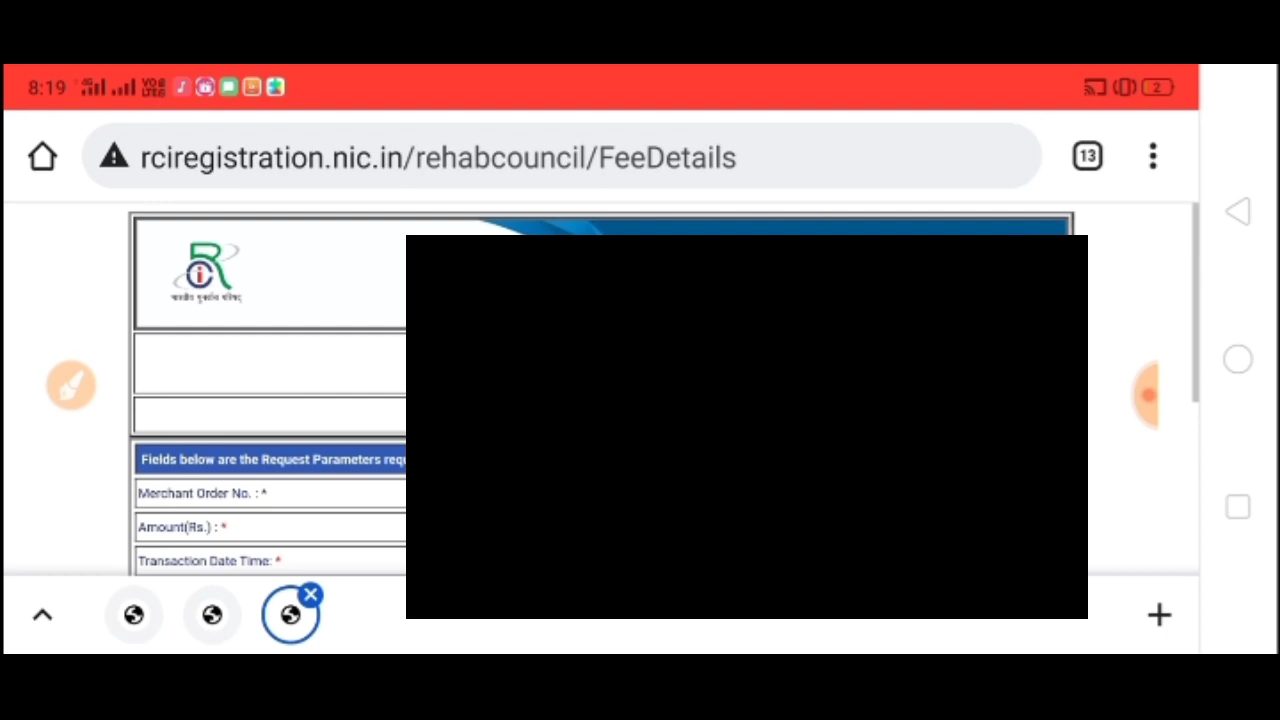 8:19
2
rciregistration.nic.in/rehabcouncil/FeeDetails
13
Fields below are the Request Parameters requ
Merchant Order No. : *
Amount(Rs.) : *
Transaction Date Time: *